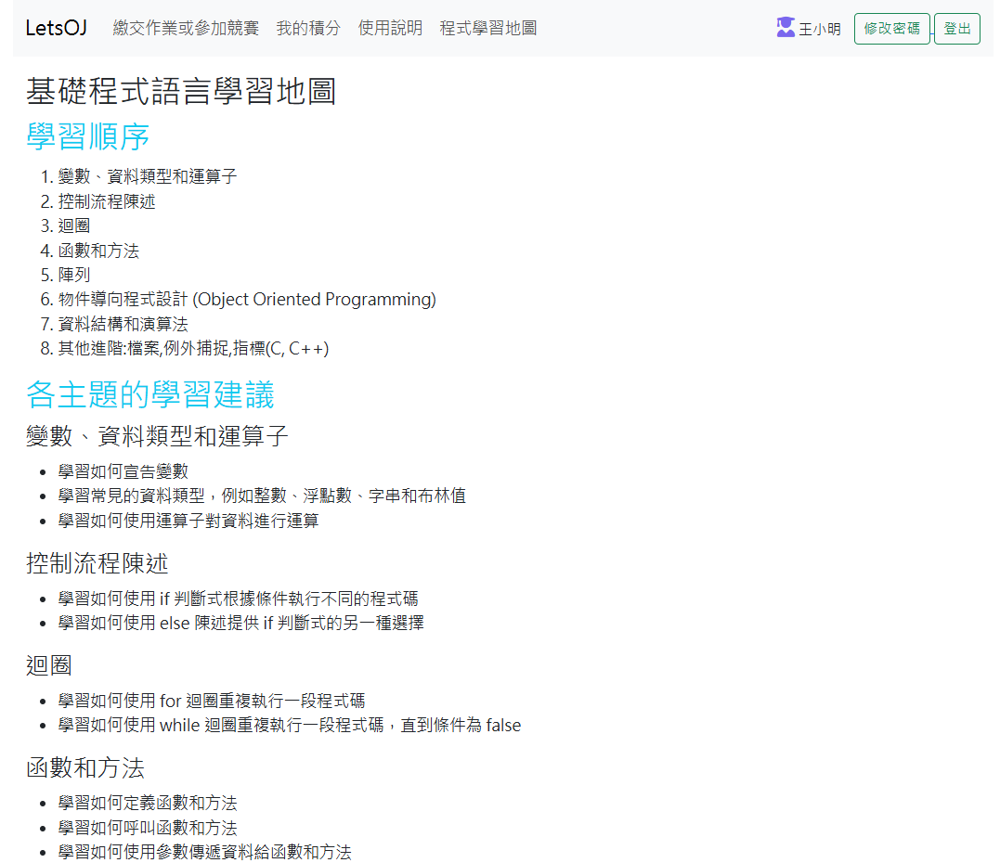 LetsOJ 繳交作業或參加競賽 我的積分 使用說明 程式學習地圖 王小明 修改密碼 登出
基礎程式語言學習地圖
學習順序
1. 變數、資料類型和運算子
2. 控制流程陳述
3. 迴圈
4. 函數和方法
5. 陣列
6. 物件導向程式設計 (Object Oriented Programming)
7. 資料結構和演算法
8. 其他進階:檔案,例外捕捉,指標(C, C++)
各主題的學習建議
變數、資料類型和運算子
• 學習如何宣告變數
• 學習常見的資料類型，例如整數、浮點數、字串和布林值
• 學習如何使用運算子對資料進行運算
控制流程陳述
• 學習如何使用 if 判斷式根據條件執行不同的程式碼
• 學習如何使用 else 陳述提供 if 判斷式的另一種選擇
迴圈
• 學習如何使用 for 迴圈重複執行一段程式碼
• 學習如何使用 while 迴圈重複執行一段程式碼，直到條件為 false
函數和方法
• 學習如何定義函數和方法
• 學習如何呼叫函數和方法
• 學習如何使用參數傳遞資料給函數和方法